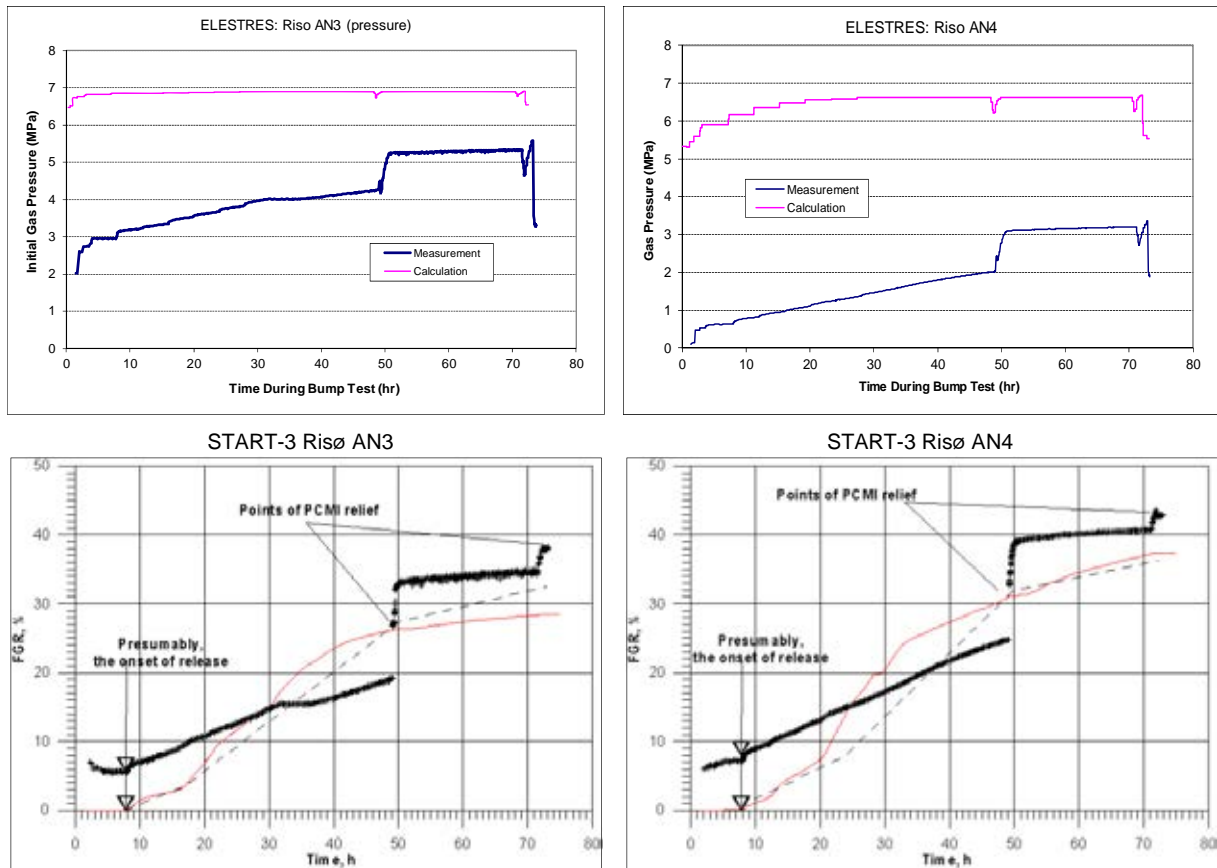 ELESTRES: Riso AN3 (pressure)
8
7
6
5
4
3
2
1
0
Initial Gas Pressure (MPa)
Measurement
Calculation
0 10 20 30 40 50 60 70 80
Time During Bump Test (hr)
ELESTRES: Riso AN4
8
7
6
5
4
3
2
1
0
Gas Pressure (MPa)
Measurement
Calculation
0 10 20 30 40 50 60 70 80
Time During Bump Test (hr)
START-3 Risø AN3
50
40
30
20
10
0
FGR, %
Points of PCMI relief
Presumably,
the onset of release
0 10 20 30 40 50 60 70 80
Time, h
START-3 Risø AN4
50
40
30
20
10
0
FGR, %
Points of PCMI relief
Presumably,
the onset of release
0 10 20 30 40 50 60 70 80
Time, h